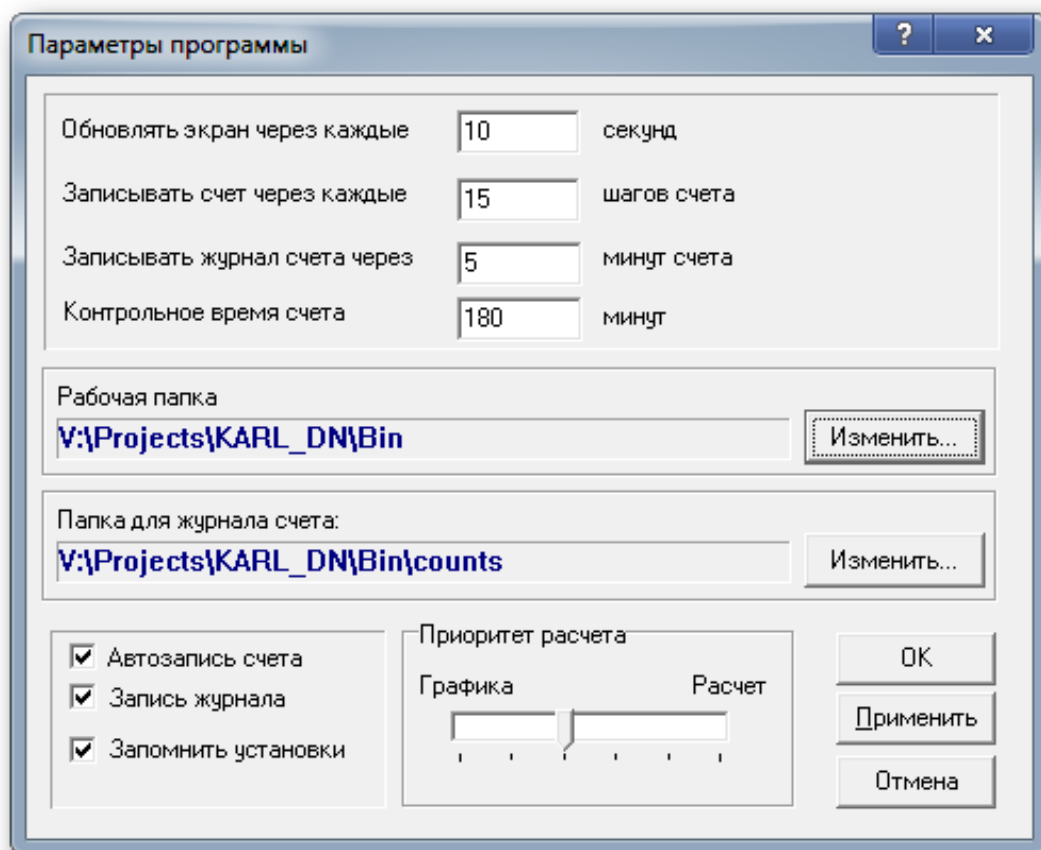 Параметры программы
?
x
Обновлять экран через каждые 10 секунд
Записывать счет через каждые 15 шагов счета
Записывать журнал счета через 5 минут счета
Контрольное время счета 180 минут
Рабочая папка
V:\Projects\KARL_DN\Bin Изменить...
Папка для журнала счета:
V:\Projects\KARL_DN\Bin\counts Изменить...
Автозапись счета
Запись журнала
Запомнить установки
Приоритет расчета
Графика Расчет
OK
Применить
Отмена